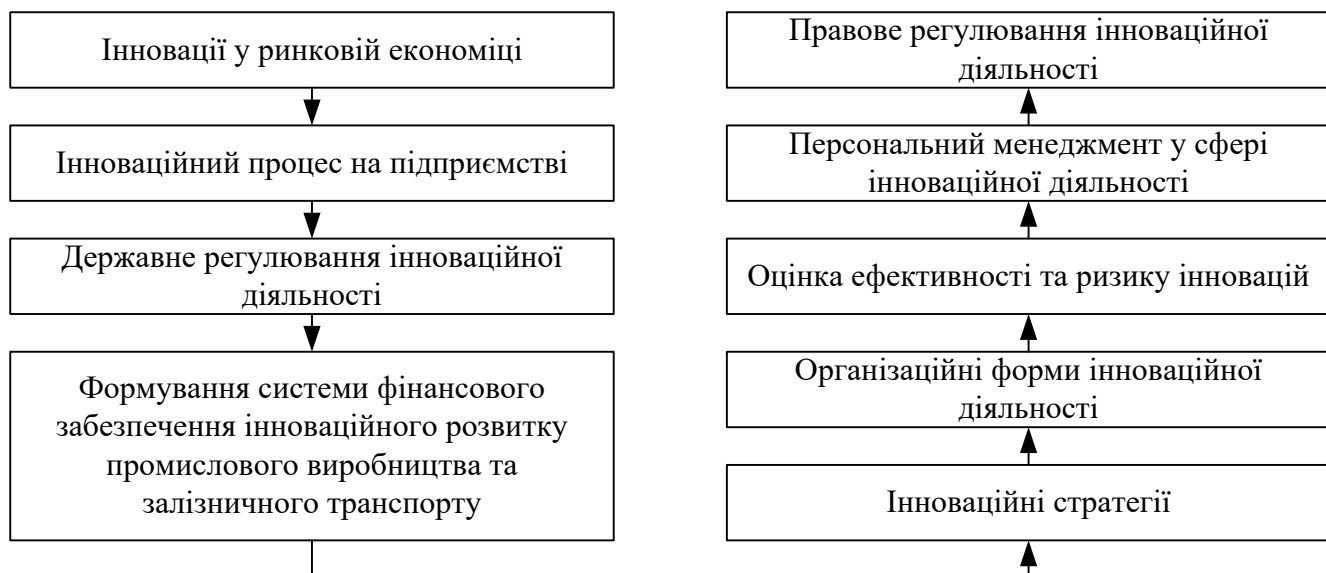 Інновації у ринковій економіці
Інноваційний процес на підприємстві
Державне регулювання інноваційної
діяльності
Формування системи фінансового
забезпечення інноваційного розвитку
промислового виробництва та
залізничного транспорту
Правове регулювання інноваційної
діяльності
Персональний менеджмент у сфері
інноваційної діяльності
Оцінка ефективності та ризику інновацій
Організаційні форми інноваційної
діяльності
Інноваційні стратегії